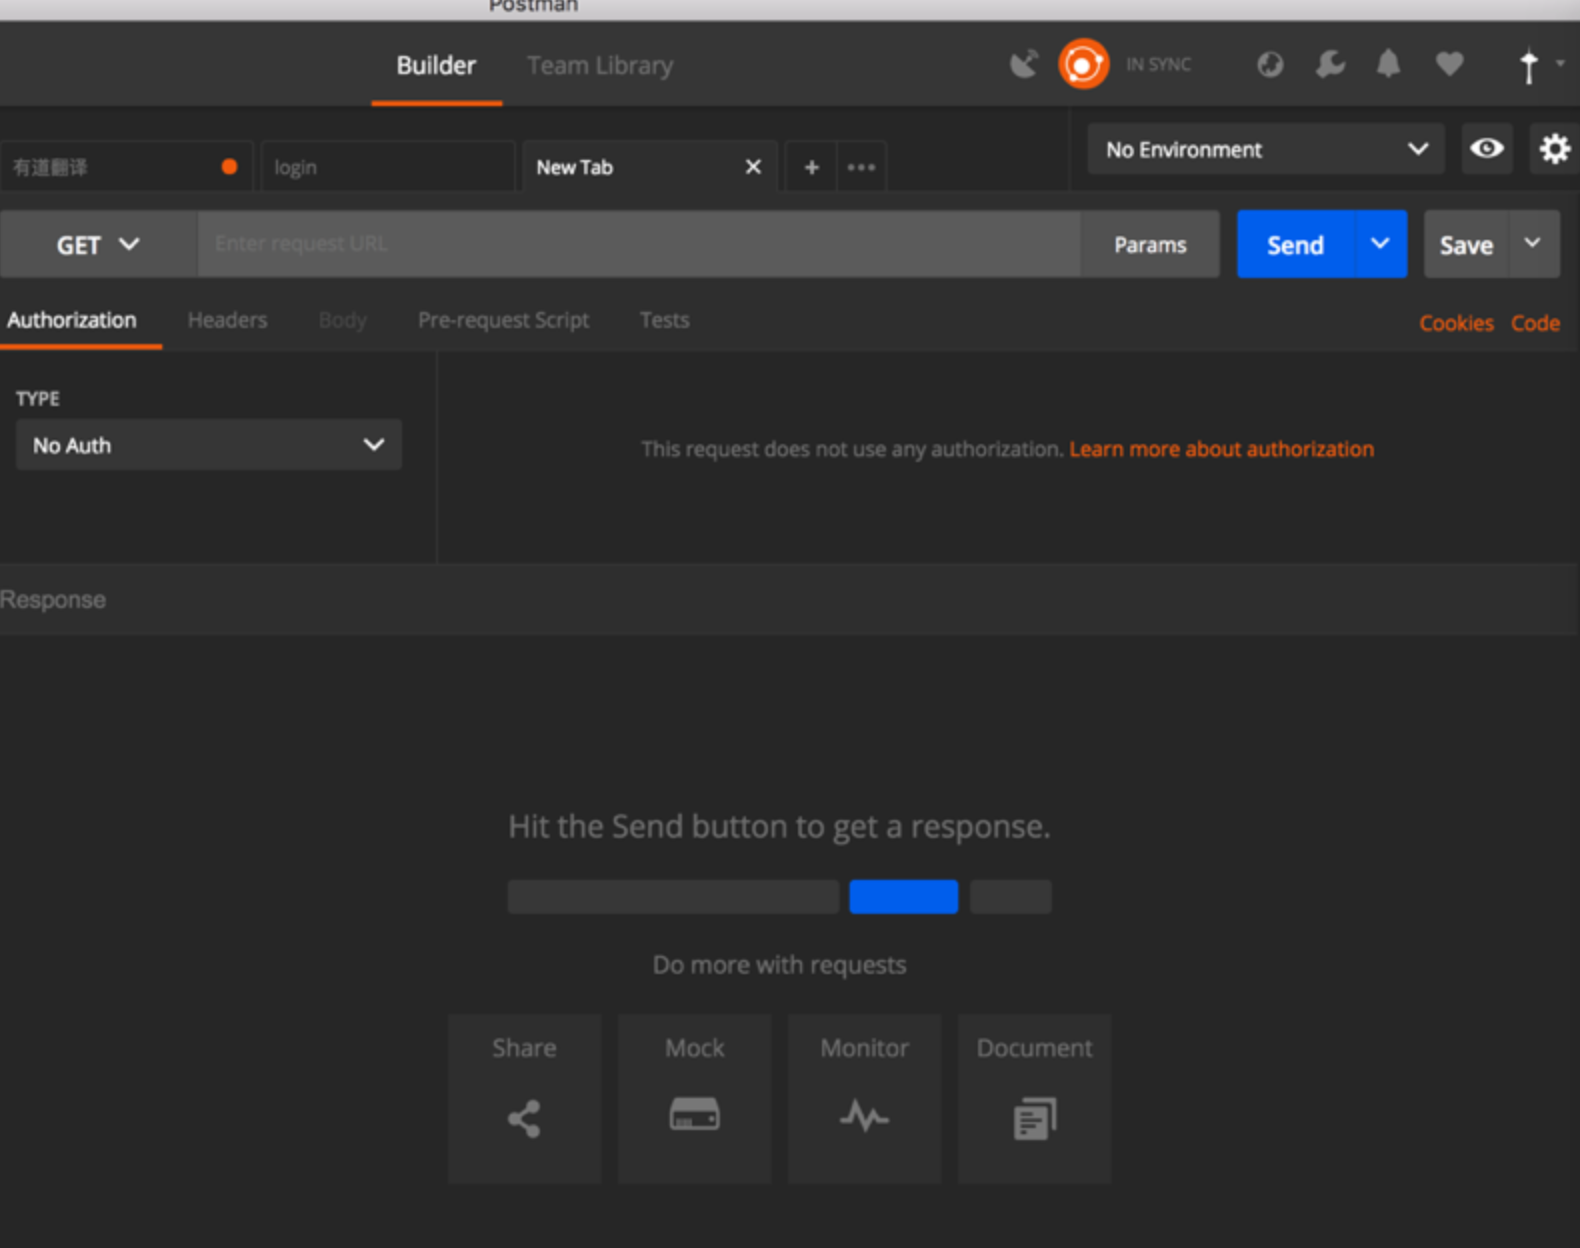 Postman
Builder Team Library IN SYNC
有道翻译 login New Tab No Environment
GET Enter request URL Params Send Save
Authorization Headers Body Pre-request Script Tests Cookies Code
TYPE
No Auth
This request does not use any authorization. Learn more about authorization
Response
Hit the Send button to get a response.
Do more with requests
Share Mock Monitor Document